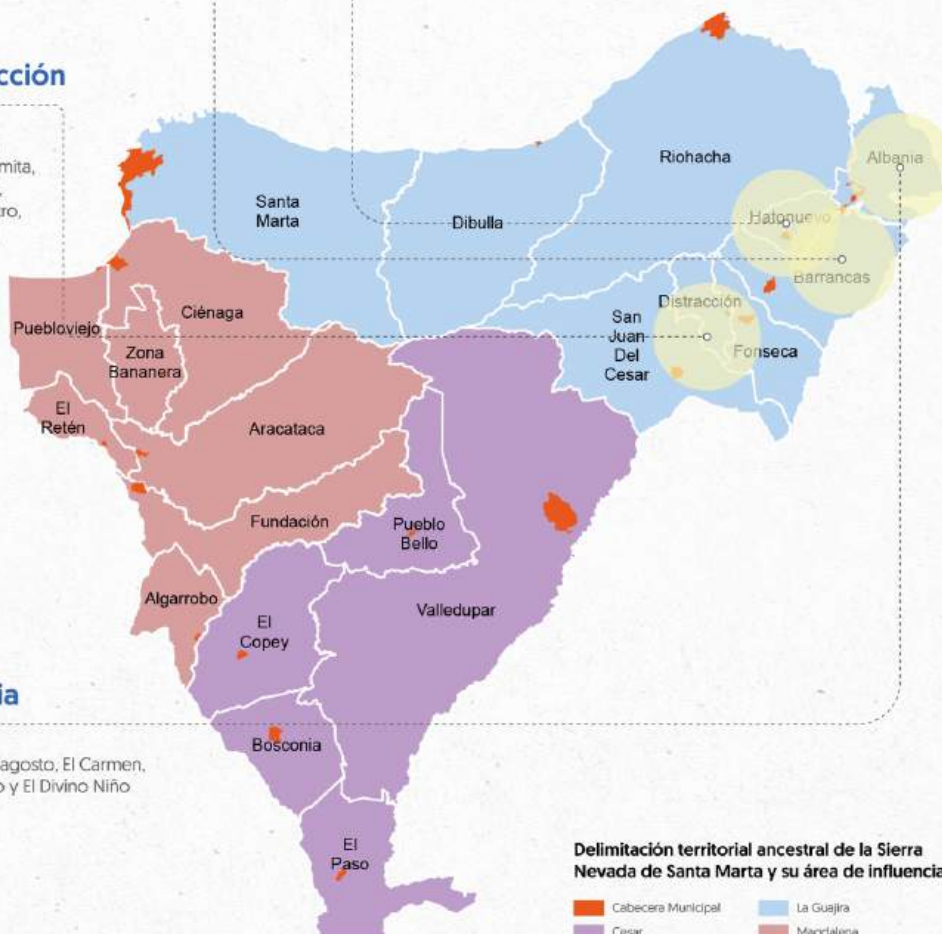 cción
mita,
tro,
Albania
Riohacha
Santa
Marta
Dibulla
Hatonuevo
Barrancas
Distracción
San
Juan
Del
Cesar
Fonseca
Ciénaga
Puebloviejo
Zona
Bananera
El
Retén
Aracataca
Fundación
Pueblo
Bello
Algarrobo
El
Copey
Valledupar
ia
agosto, El Carmen,
o y El Divino Niño
Bosconia
El
Paso
Delimitación territorial ancestral de la Sierra
Nevada de Santa Marta y su área de influencia
Cabecera Municipal
La Guajira
Cesar
Magdalena